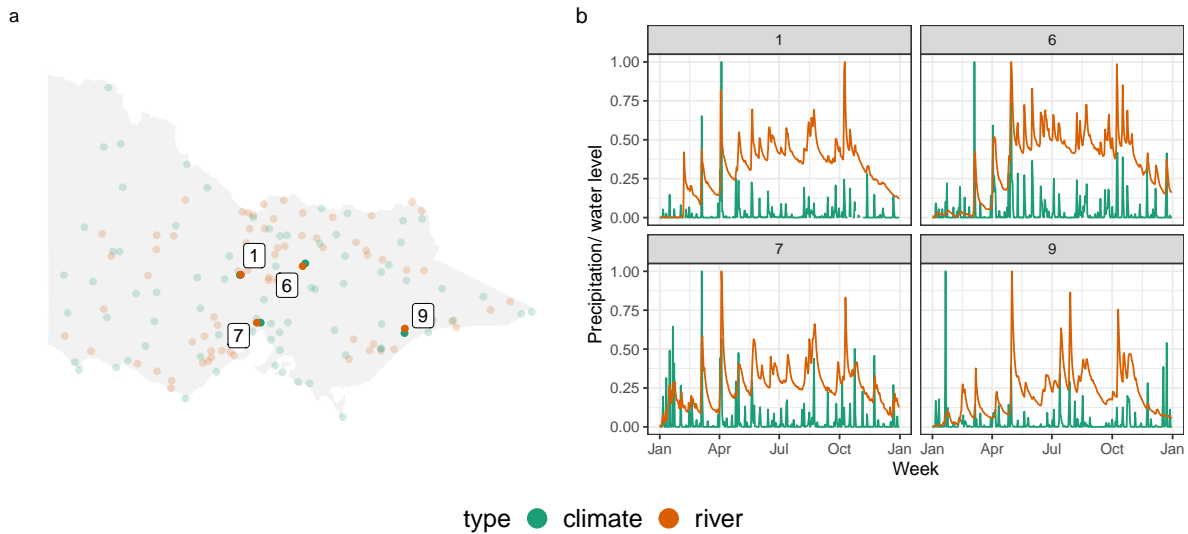 a
1
6
7
9
b
Precipitation/ water level
1
6
1.00
0.75
0.50
0.25
0.00
7
9
1.00
0.75
0.50
0.25
0.00
Jan Apr Jul Oct Jan
Jan Apr Jul Oct Jan
Week
type climate river